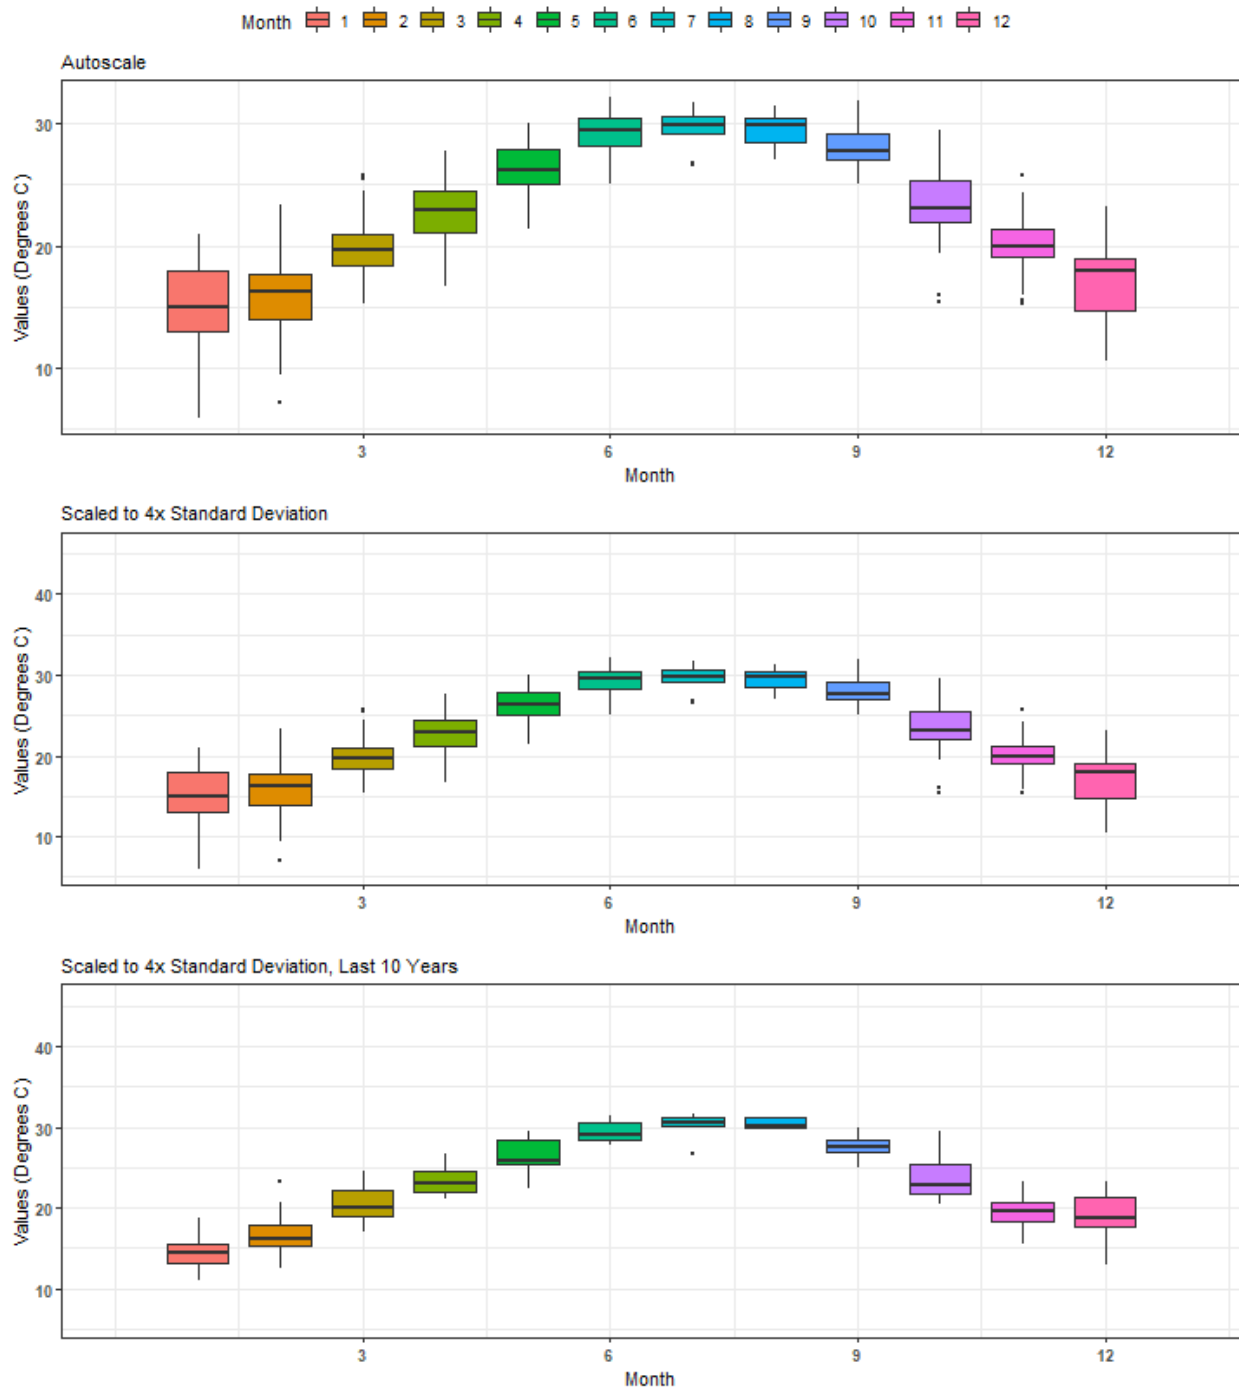 Month 1 2 3 4 5 6 7 8 9 10 11 12
Autoscale
Values (Degrees C)
30
20
10
3 6 9 12
Month
Scaled to 4x Standard Deviation
Values (Degrees C)
40
30
20
10
3 6 9 12
Month
Scaled to 4x Standard Deviation, Last 10 Years
Values (Degrees C)
40
30
20
10
3 6 9 12
Month